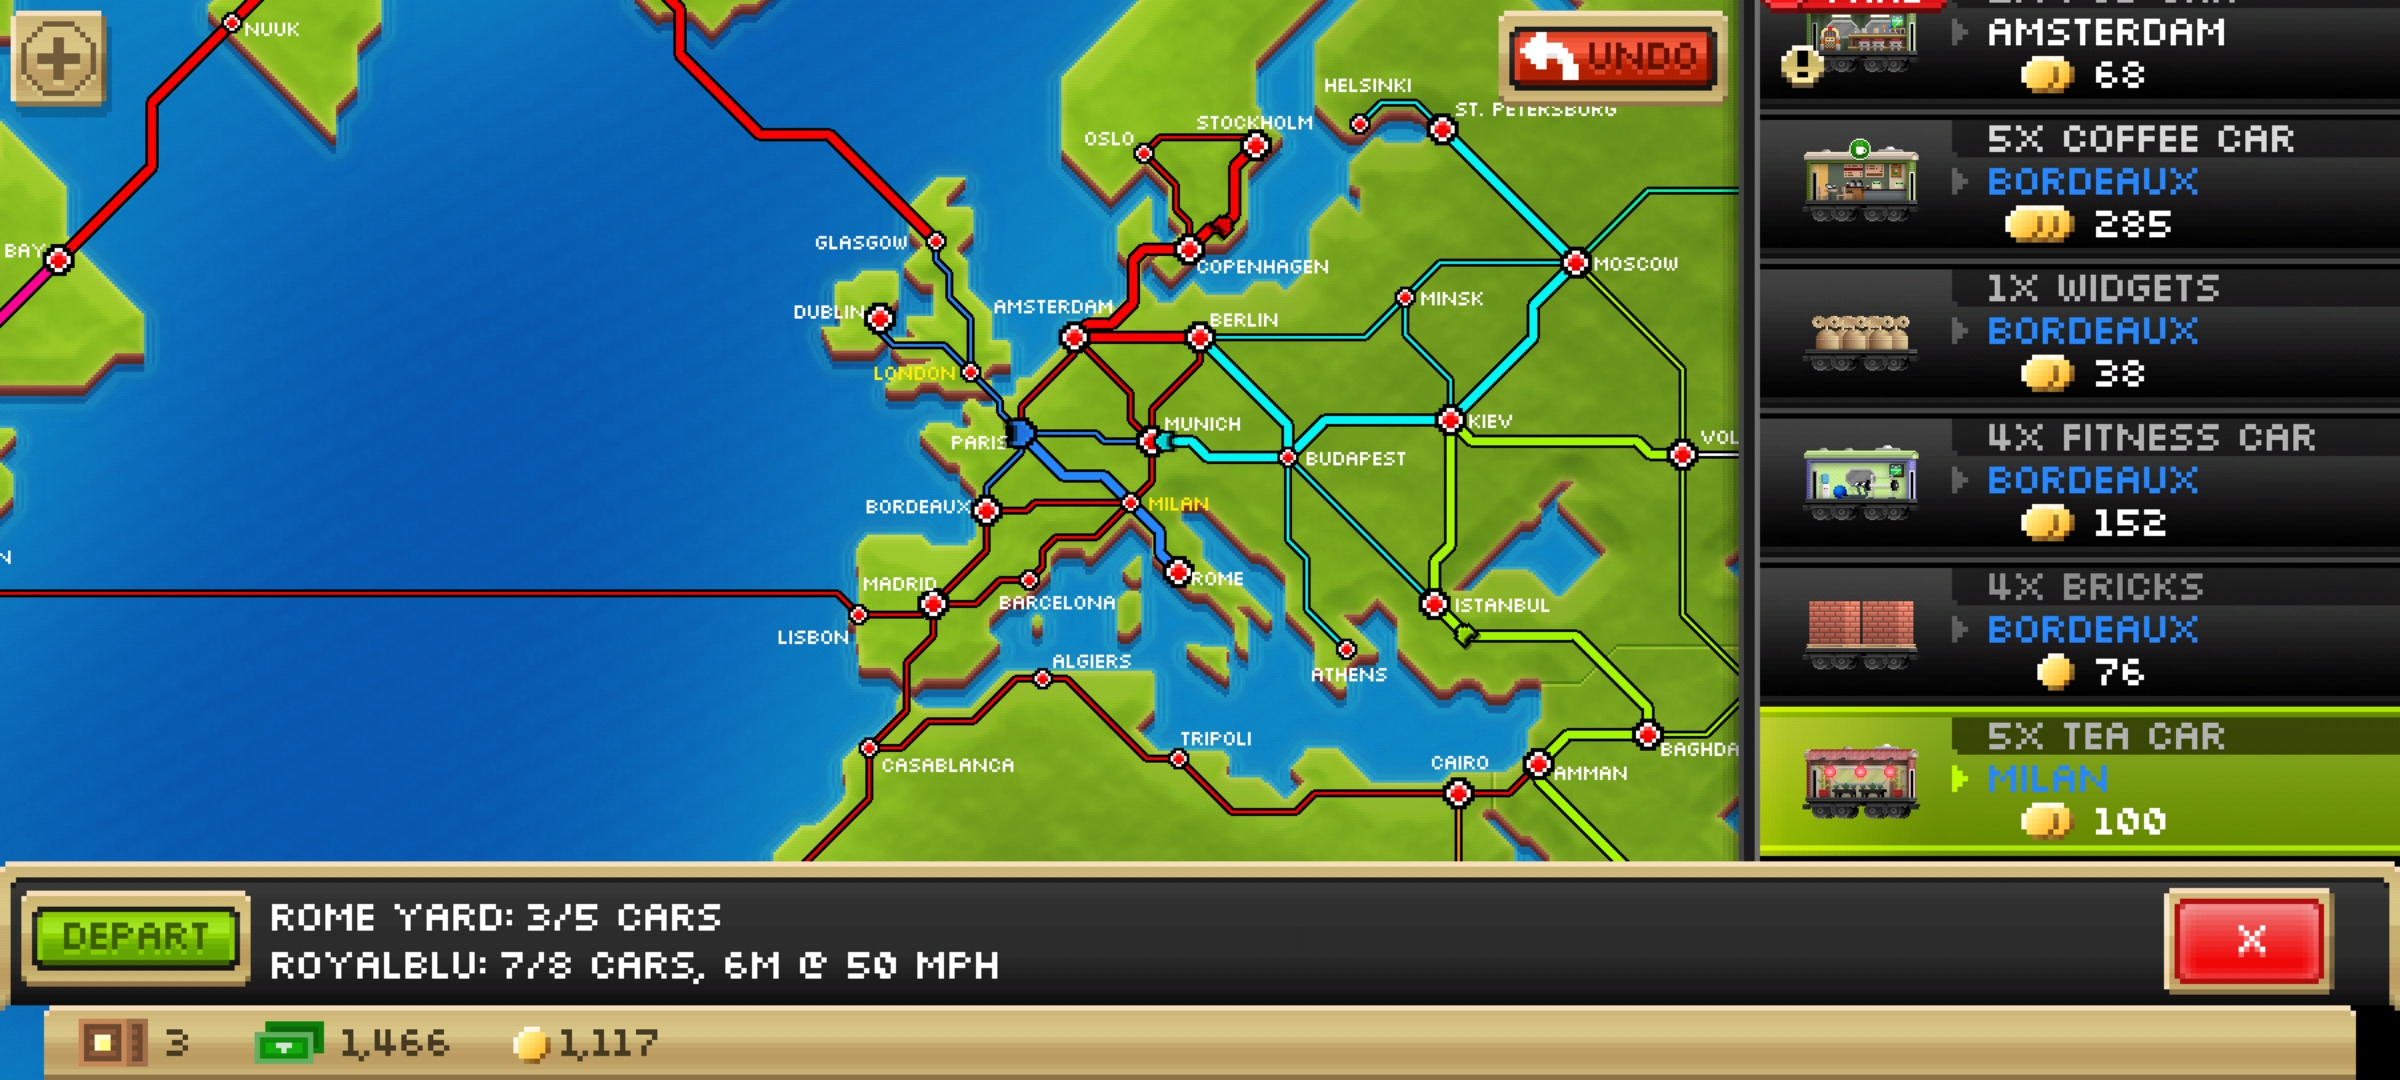 NUUK
UNDO
AMSTERDAM
68
HELSINKI
ST. PETERSBURG
STOCKHOLM
OSLO
5X COFFEE CAR
BORDEAUX
285
BAY
GLASGOW
COPENHAGEN
MOSCOW
1X WIDGETS
BORDEAUX
38
DUBLIN
AMSTERDAM
BERLIN
MINSK
LONDON
PARIS
MUNICH
KIEV
VOL
4X FITNESS CAR
BORDEAUX
152
BUDAPEST
BORDEAUX
MILAN
N
MADRID
ROME
BARCELONA
ISTANBUL
4X BRICKS
BORDEAUX
76
LISBON
ALGIERS
ATHENS
CASABLANCA
TRIPOLI
CAIRO
AMMAN
BAGHDA
5X TEA CAR
MILAN
100
DEPART
ROME YARD: 3/5 CARS
ROYALBLU: 7/8 CARS, 6M @ 50 MPH
X
3
1,466
1,117